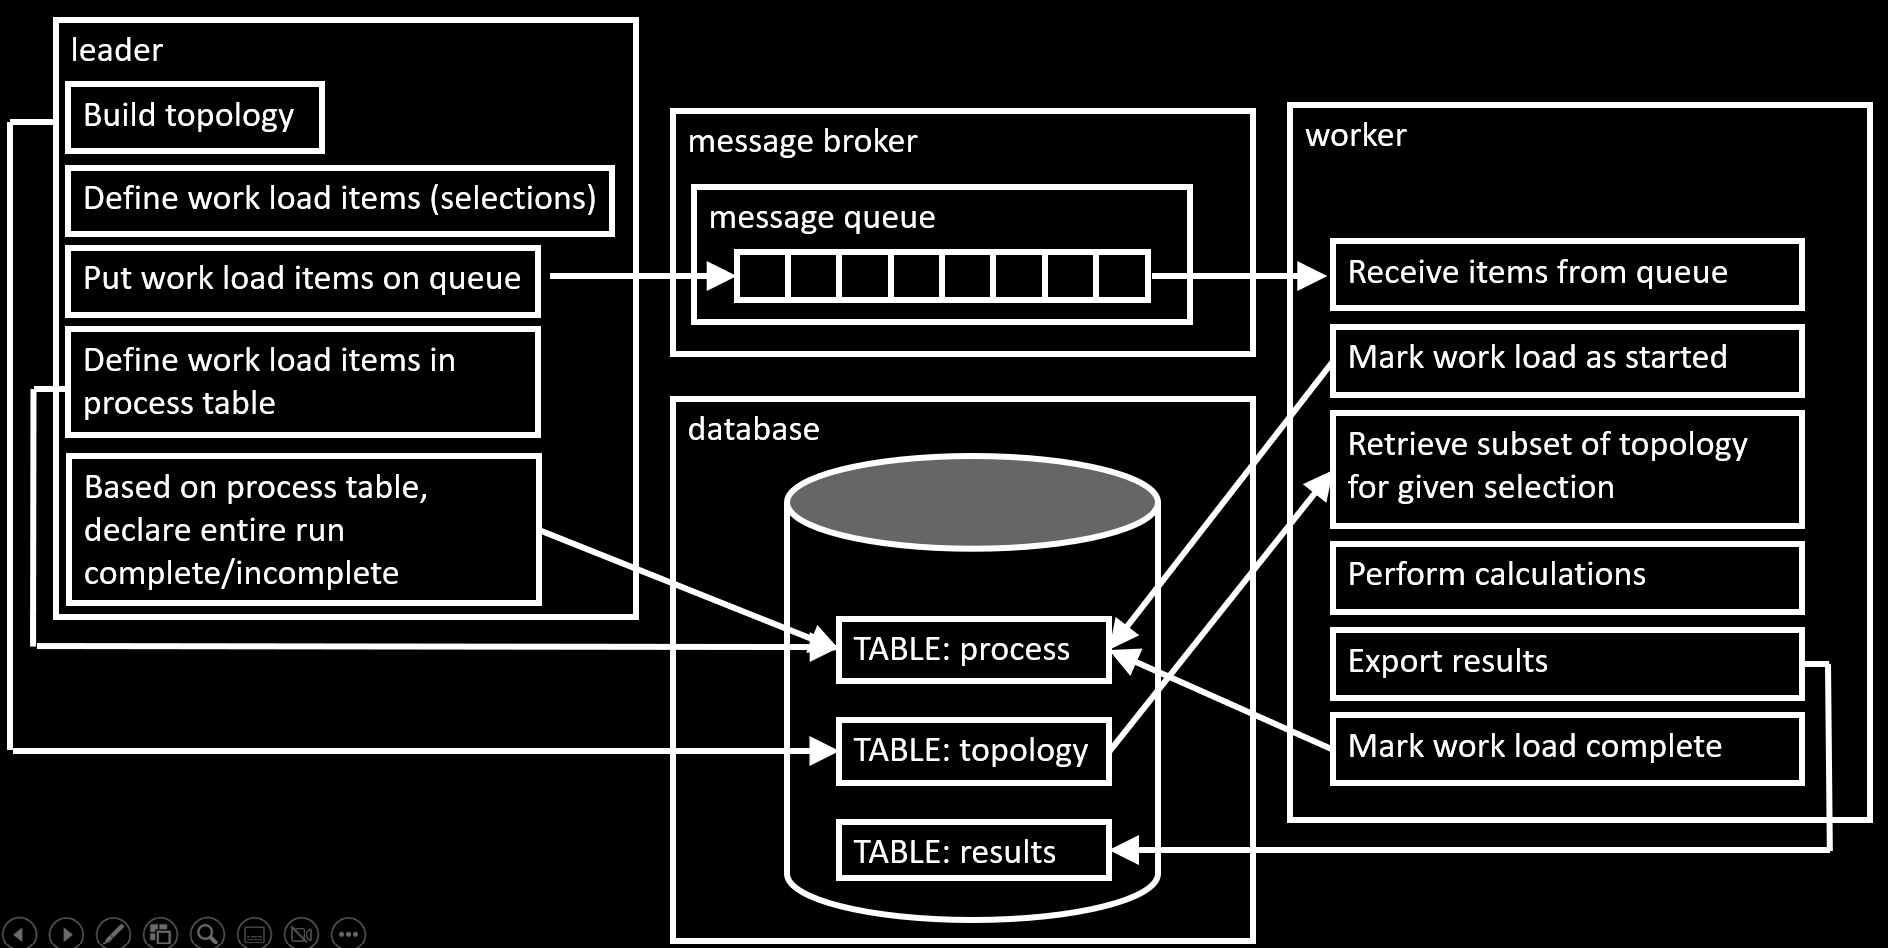 leader
Build topology
Define work load items (selections)
Put work load items on queue
Define work load items in
process table
Based on process table,
declare entire run
complete/incomplete
message broker
message queue
database
TABLE: process
TABLE: topology
TABLE: results
worker
Receive items from queue
Mark work load as started
Retrieve subset of topology
for given selection
Perform calculations
Export results
Mark work load complete